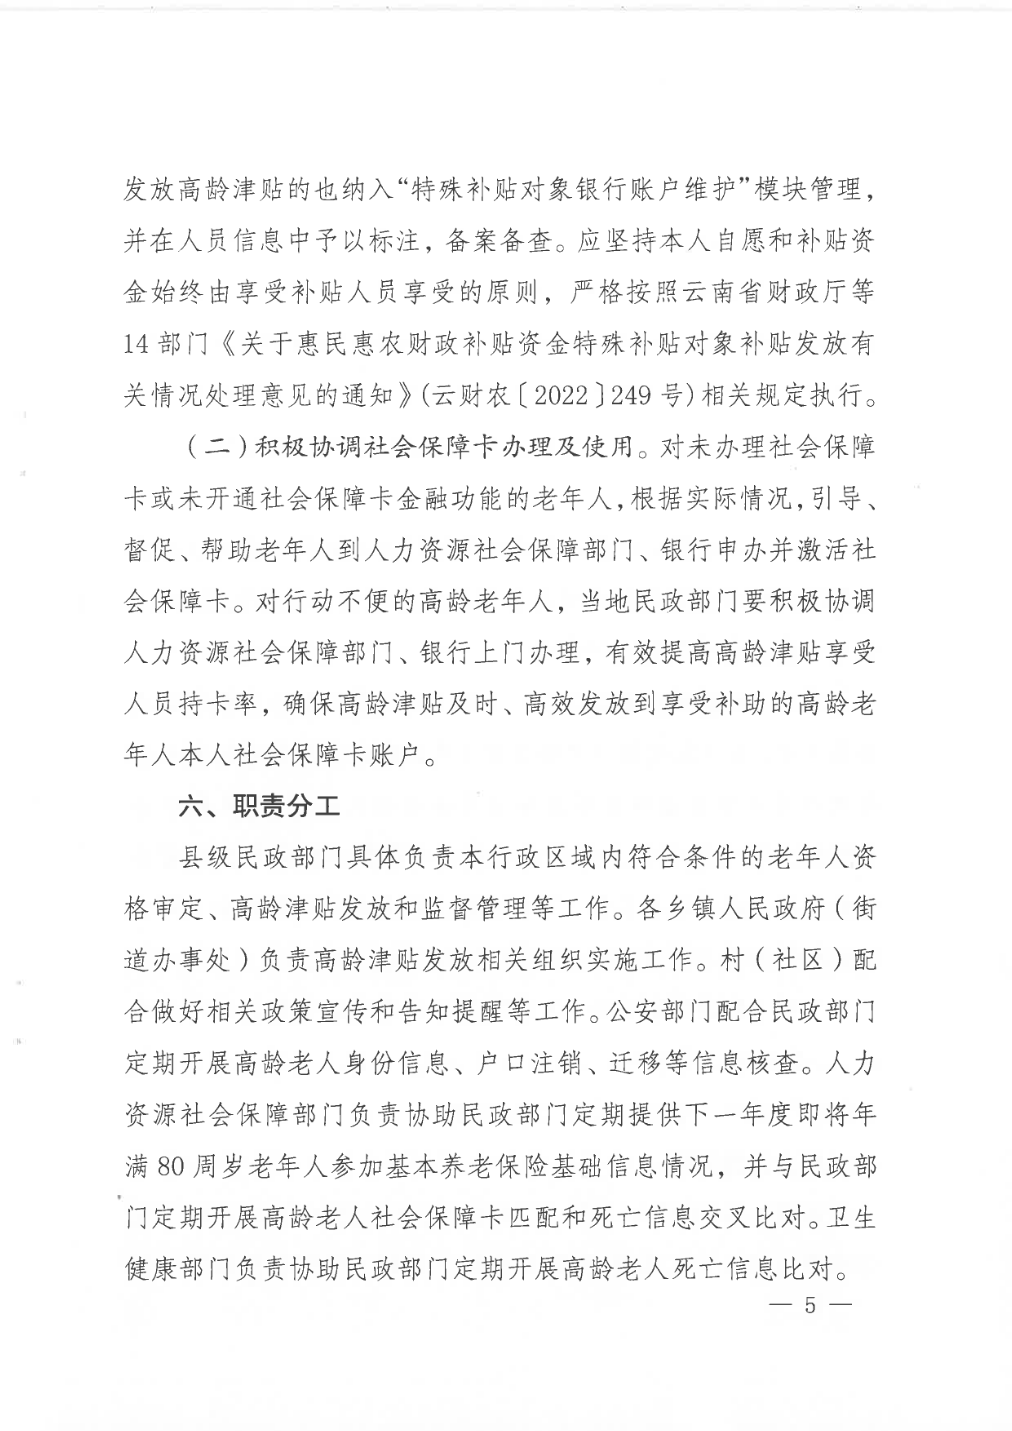 发放高龄津贴的也纳入“特殊补贴对象银行账户维护”模块管理，
并在人员信息中予以标注，备案备查。应坚持本人自愿和补贴资
金始终由享受补贴人员享受的原则，严格按照云南省财政厅等
14 部门《关于惠民惠农财政补贴资金特殊补贴对象补贴发放有
关情况处理意见的通知》(云财农〔2022〕249 号)相关规定执行。
（二）积极协调社会保障卡办理及使用。对未办理社会保障
卡或未开通社会保障卡金融功能的老年人,根据实际情况,引导、
督促、帮助老年人到人力资源社会保障部门、银行申办并激活社
会保障卡。对行动不便的高龄老年人，当地民政部门要积极协调
人力资源社会保障部门、银行上门办理，有效提高高龄津贴享受
人员持卡率，确保高龄津贴及时、高效发放到享受补助的高龄老
年人本人社会保障卡账户。
六、职责分工
县级民政部门具体负责本行政区域内符合条件的老年人资
格审定、高龄津贴发放和监督管理等工作。各乡镇人民政府（街
道办事处）负责高龄津贴发放相关组织实施工作。村（社区）配
合做好相关政策宣传和告知提醒等工作。公安部门配合民政部门
定期开展高龄老人身份信息、户口注销、迁移等信息核查。人力
资源社会保障部门负责协助民政部门定期提供下一年度即将年
满 80 周岁老年人参加基本养老保险基础信息情况，并与民政部
门定期开展高龄老人社会保障卡匹配和死亡信息交叉比对。卫生
健康部门负责协助民政部门定期开展高龄老人死亡信息比对。
— 5 —